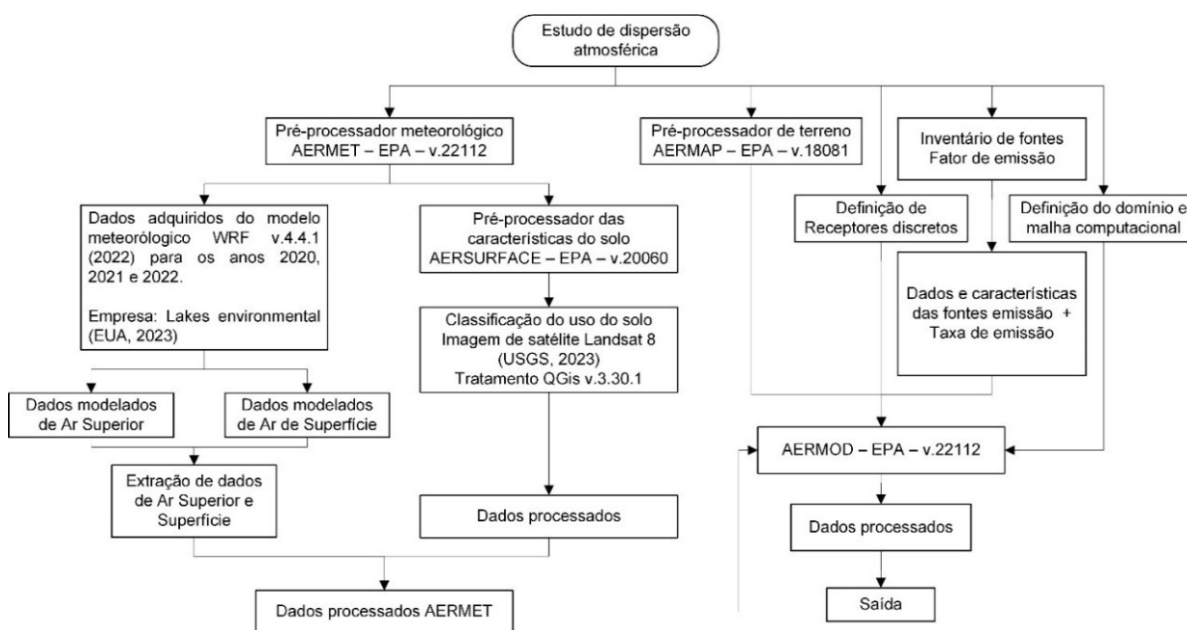 Estudo de dispersão
atmosférica
Pré-processador meteorológico
AERMET – EPA – v.22112
Pré-processador de terreno
AERMAP – EPA – v.18081
Inventário de fontes
Fator de emissão
Dados adquiridos do modelo
meteorólogico WRF v.4.4.1
(2022) para os anos 2020,
2021 e 2022.
Empresa: Lakes environmental
(EUA, 2023)
Pré-processador das
características do solo
AERSURFACE – EPA – v.20060
Definição de
Receptores discretos
Definição do domínio e
malha computacional
Classificação do uso do solo
Imagem de satélite Landsat 8
(USGS, 2023)
Tratamento QGis v.3.30.1
Dados e características
das fontes emissão +
Taxa de emissão
Dados modelados
de Ar Superior
Dados modelados
de Ar de Superfície
AERMOD – EPA – v.22112
Extração de dados
de Ar Superior e
Superfície
Dados processados
Dados processados
Dados processados AERMET
Saída